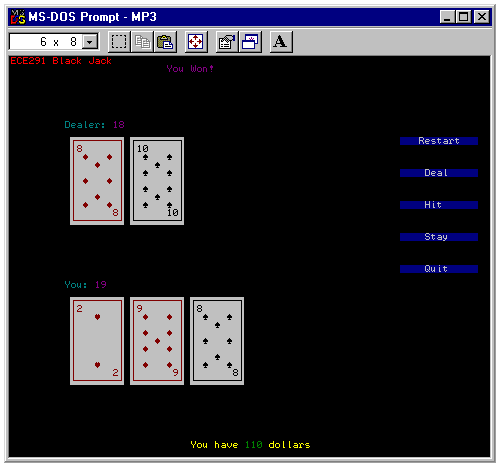 MS-DOS Prompt - MP3
6 x 8
A
ECE291 Black Jack
You Won!
Dealer: 18
8
8
10
10
Restart
Deal
Hit
Stay
Quit
You: 19
2
2
9
9
8
8
You have 110 dollars